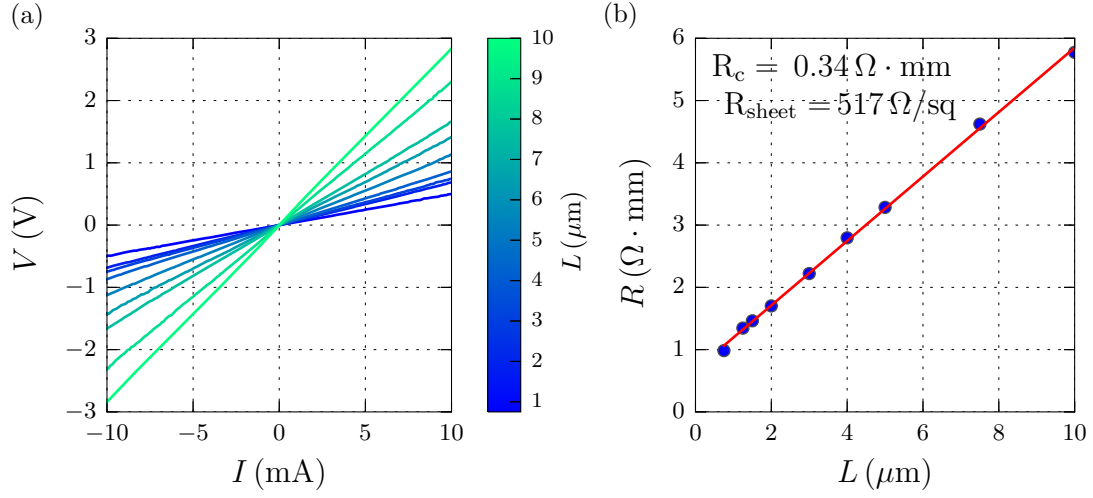 (a)
3
2
1
0
−1
−2
−3
V (V)
−10 −5 0 5 10
I (mA)
10
9
8
7
6
5
4
3
2
1
L (μm)
(b)
R_c = 0.34 Ω · mm
R_sheet = 517 Ω/sq
6
5
4
3
2
1
0
R (Ω · mm)
0 2 4 6 8 10
L (μm)